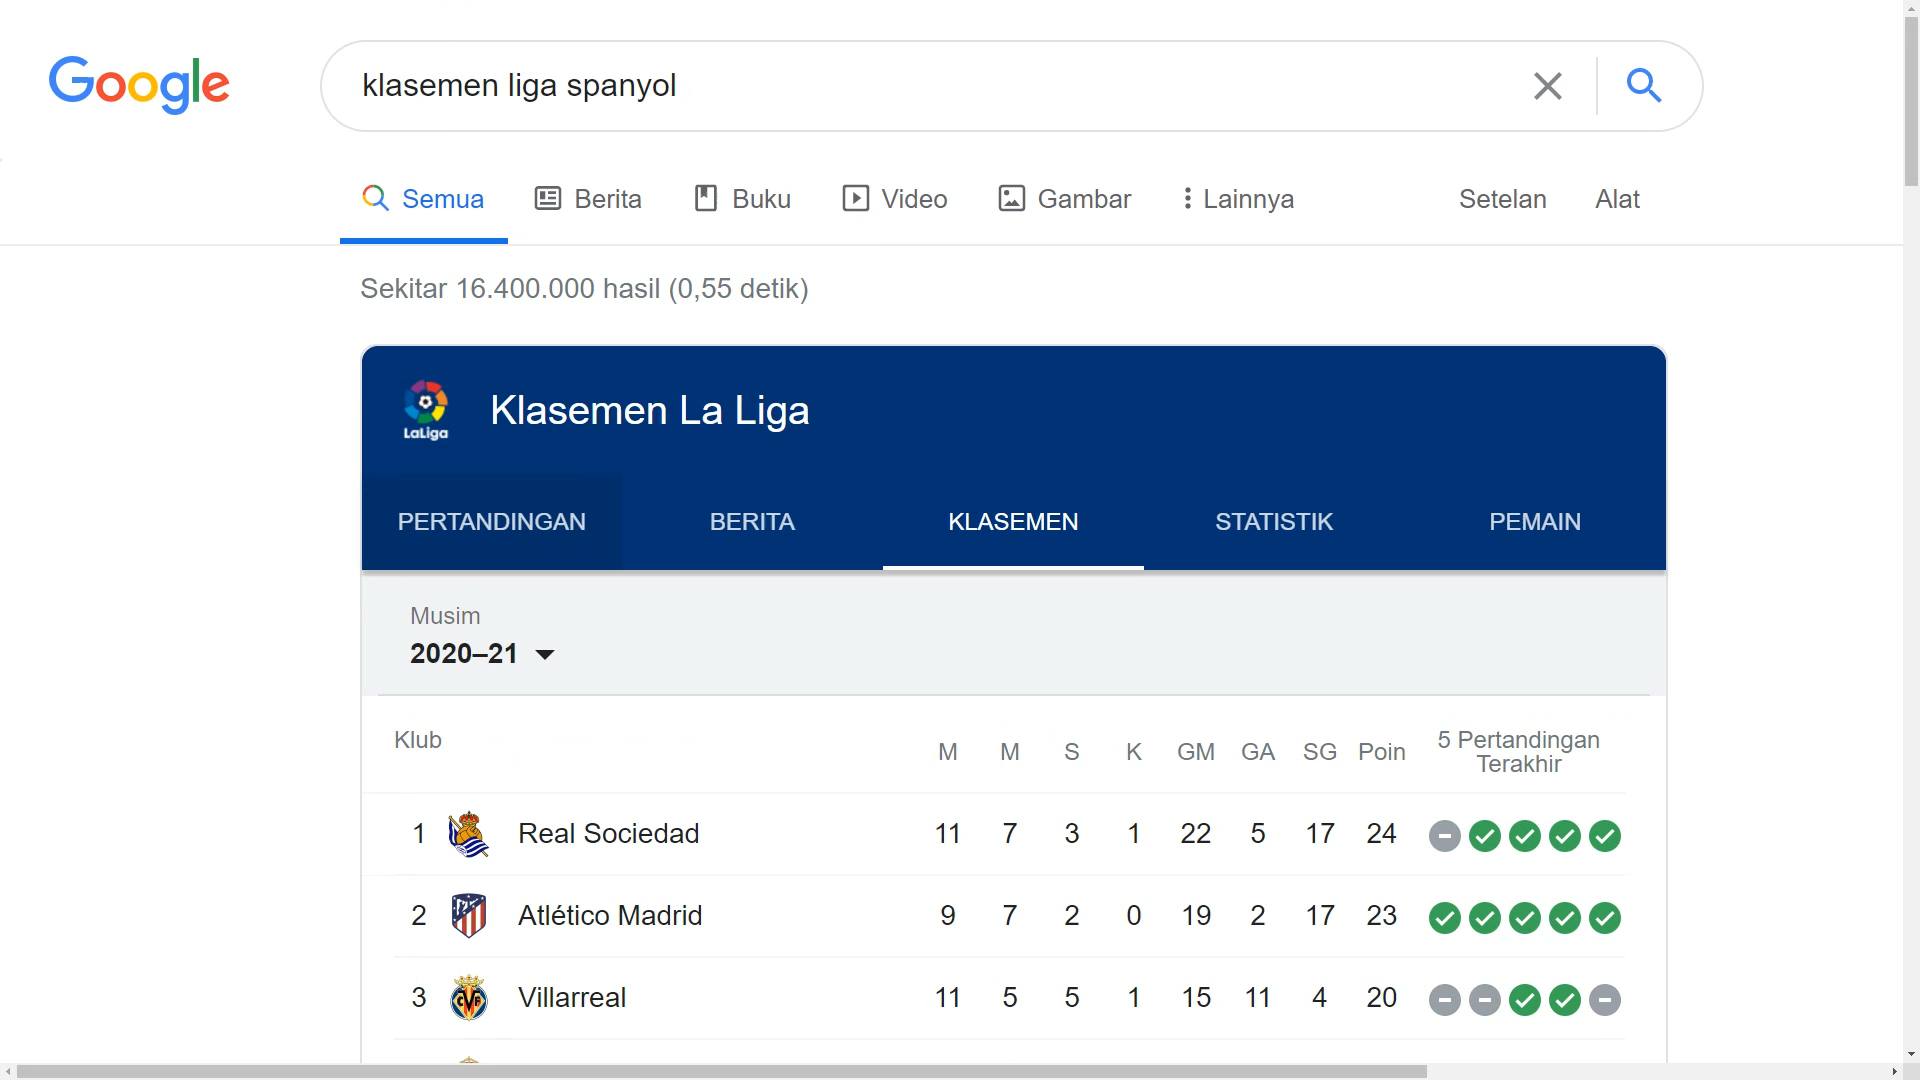 Google
klasemen liga spanyol
Semua Berita Buku Video Gambar Lainnya Setelan Alat
Sekitar 16.400.000 hasil (0,55 detik)
LaLiga Klasemen La Liga
PERTANDINGAN BERITA KLASEMEN STATISTIK PEMAIN
Musim
2020–21
Klub M M S K GM GA SG Poin 5 Pertandingan
Terakhir
1 Real Sociedad 11 7 3 1 22 5 17 24
2 Atlético Madrid 9 7 2 0 19 2 17 23
3 Villarreal 11 5 5 1 15 11 4 20